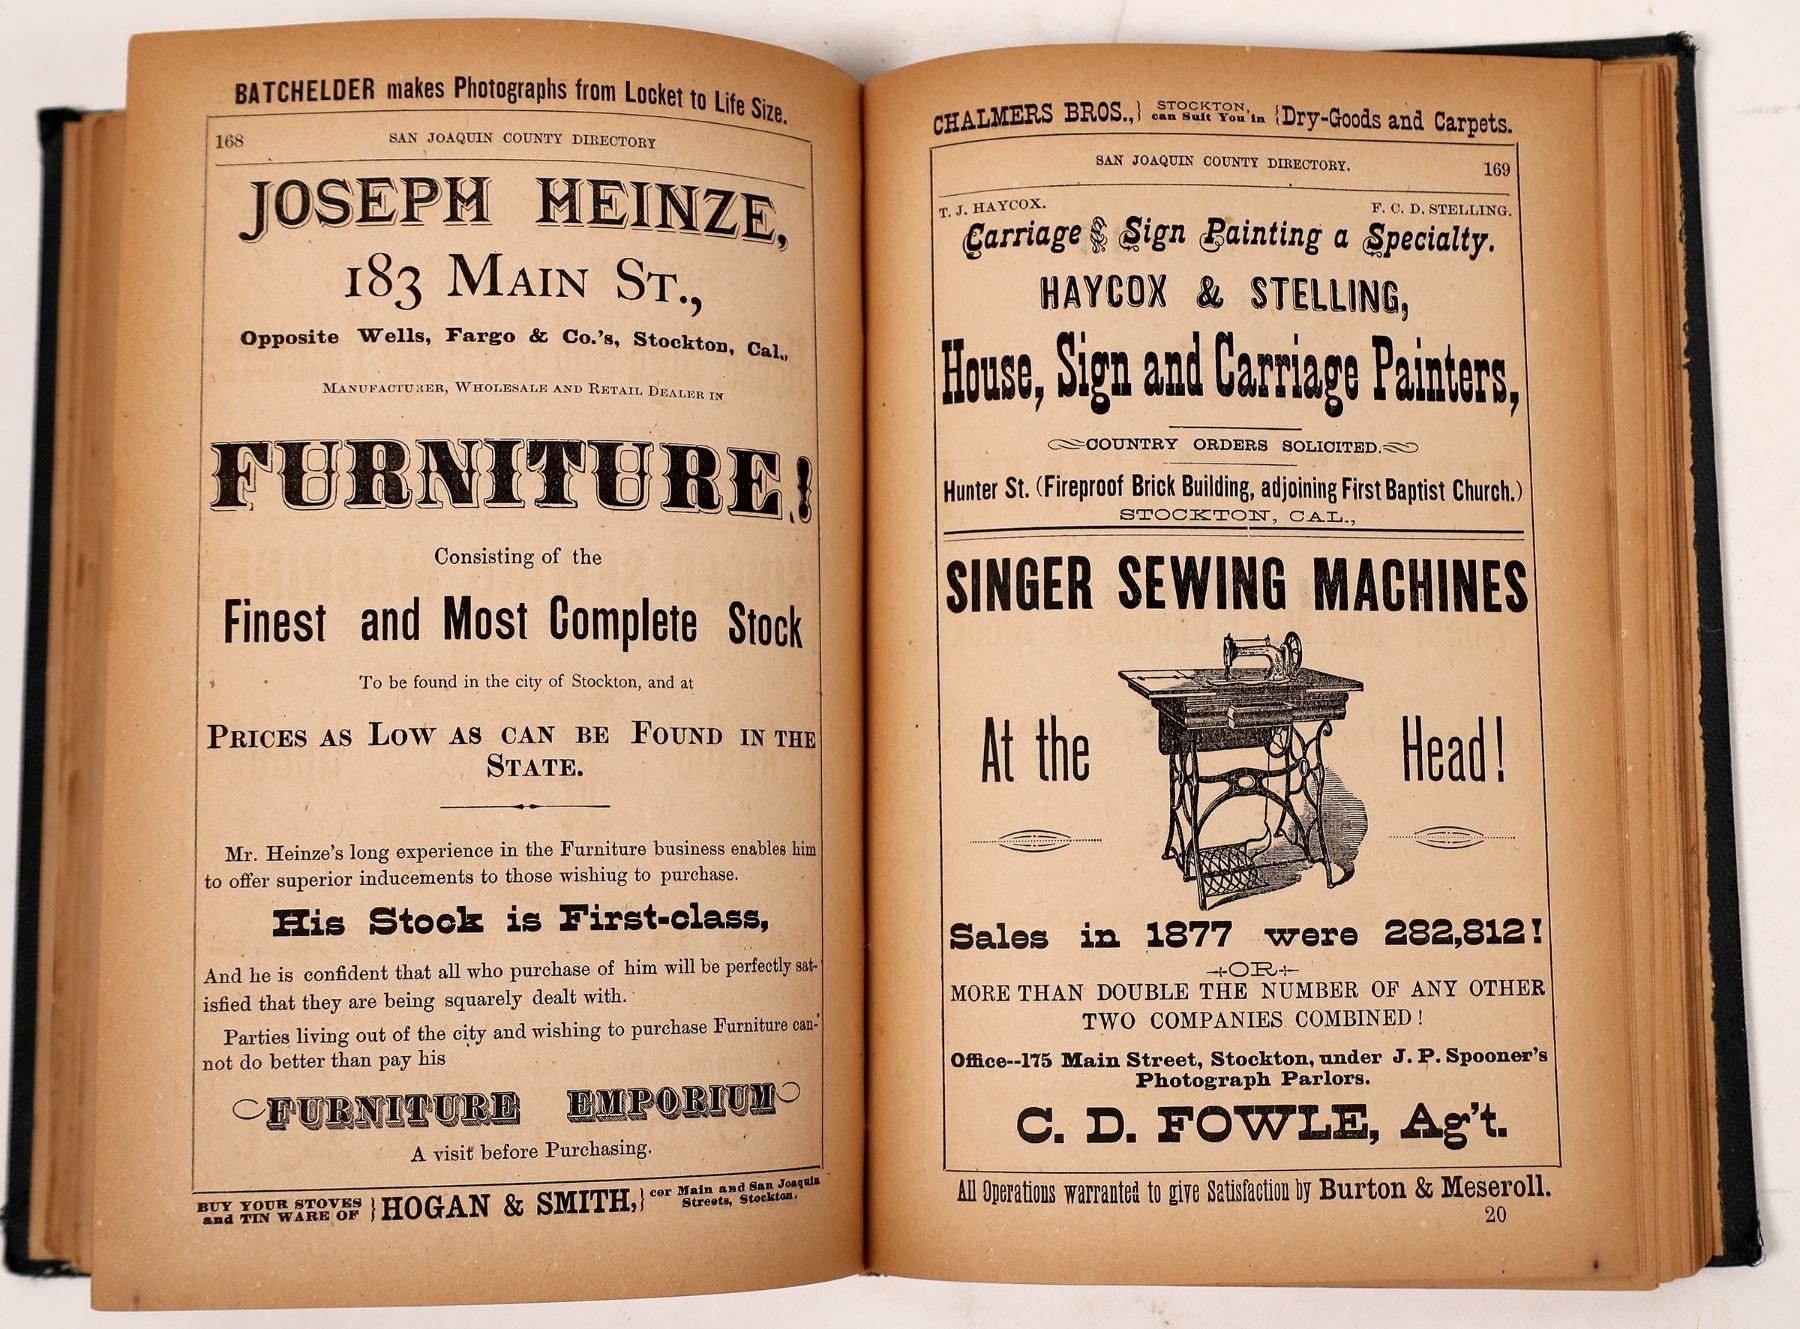 BATCHELDER makes Photographs from Locket to Life Size.
168 SAN JOAQUIN COUNTY DIRECTORY
JOSEPH HEINZE,
183 MAIN ST.,
Opposite Wells, Fargo & Co.'s, Stockton, Cal.,
MANUFACTURER, WHOLESALE AND RETAIL DEALER IN
FURNITURE!
Consisting of the
Finest and Most Complete Stock
To be found in the city of Stockton, and at
PRICES AS LOW AS CAN BE FOUND IN THE
STATE.
Mr. Heinze's long experience in the Furniture business enables him
to offer superior inducements to those wishiug to purchase.
His Stock is First-class,
And he is confident that all who purchase of him will be perfectly sat-
isfied that they are being squarely dealt with.
Parties living out of the city and wishing to purchase Furniture can-
not do better than pay his
FURNITURE EMPORIUM
A visit before Purchasing.
BUY YOUR STOVES
and TIN WARE OF } HOGAN & SMITH, } cor Main and San Joaquin
Streets, Stockton.
CHALMERS BROS., } STOCKTON,
can Suit You in { Dry-Goods and Carpets.
SAN JOAQUIN COUNTY DIRECTORY. 169
T. J. HAYCOX. F. C. D. STELLING.
Carriage & Sign Painting a Specialty.
HAYCOX & STELLING,
House, Sign and Carriage Painters,
COUNTRY ORDERS SOLICITED.
Hunter St. (Fireproof Brick Building, adjoining First Baptist Church.)
STOCKTON, CAL.,
SINGER SEWING MACHINES
At the Head!
Sales in 1877 were 282,812!
OR
MORE THAN DOUBLE THE NUMBER OF ANY OTHER
TWO COMPANIES COMBINED!
Office--175 Main Street, Stockton, under J. P. Spooner's
Photograph Parlors.
C. D. FOWLE, Ag't.
All Operations warranted to give Satisfaction by Burton & Meseroll.
20